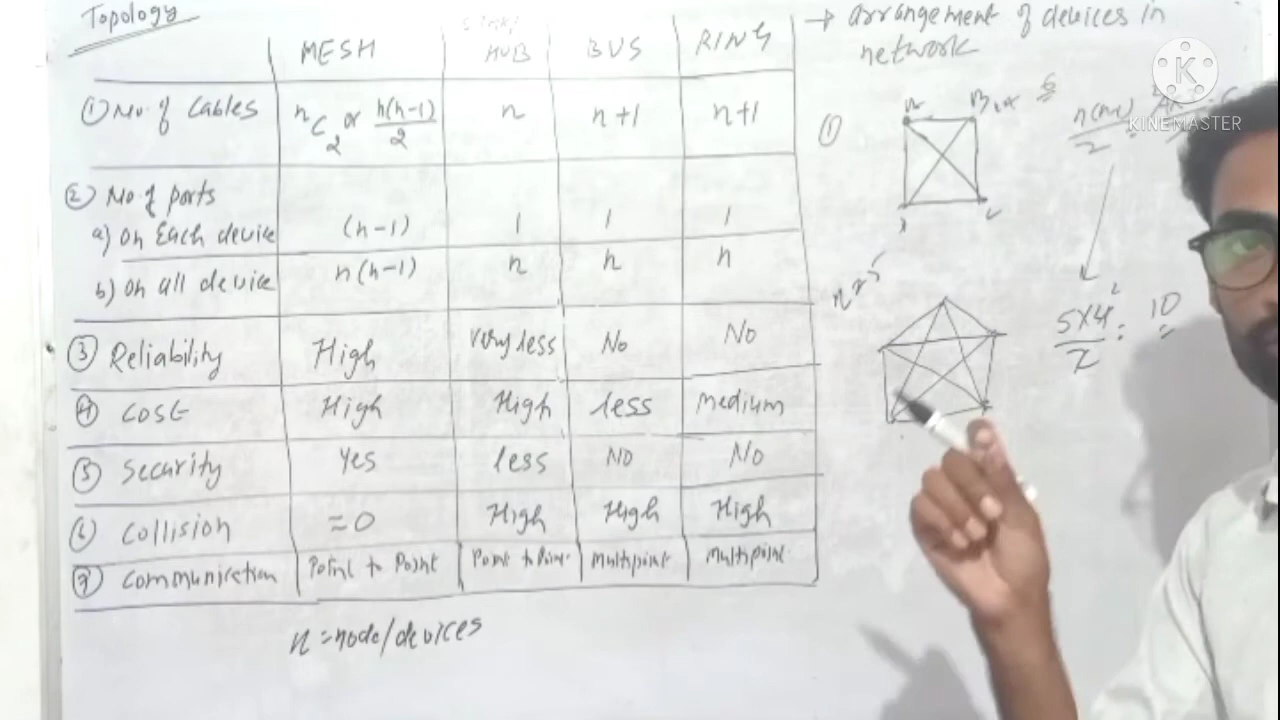 Topology
MESH HUB BUS RING
① No. of Cables nC2 or n(n-1)/2 n n+1 n+1
② No of ports
a) on Each device (n-1) 1 1 1
b) on all device n(n-1) n n n
③ Reliability High very less No No
④ Cost High High less medium
⑤ Security Yes less NO No
⑥ Collision ≈0 High High High
⑦ Communication Point to Point Point to Point Multipoint Multipoint
n = node/devices
→ arrangement of devices in
network
①
6
K
KINEMASTER
5×4/2 = 10